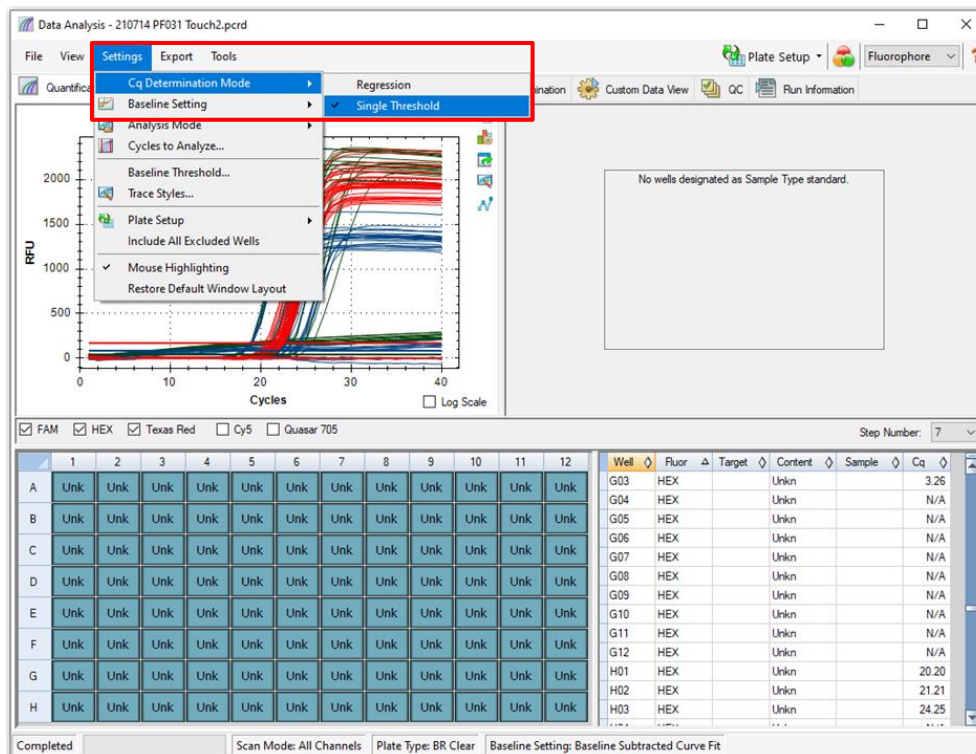 Data Analysis - 210714 PF031 Touch2.pcrd
File View Settings Export Tools
Plate Setup
Fluorophore
Quantifica
Custom Data View
QC
Run Information
Cq Determination Mode
Baseline Setting
Analysis Mode
Cycles to Analyze...
Baseline Threshold...
Trace Styles...
Plate Setup
Include All Excluded Wells
Mouse Highlighting
Restore Default Window Layout
Regression
Single Threshold
RFU
2000
1500
1000
500
0
0 10 20 30 40
Cycles
Log Scale
No wells designated as Sample Type standard.
FAM HEX Texas Red Cy5 Quasar 705
Step Number: 7
1 2 3 4 5 6 7 8 9 10 11 12
A Unk Unk Unk Unk Unk Unk Unk Unk Unk Unk Unk Unk
B Unk Unk Unk Unk Unk Unk Unk Unk Unk Unk Unk Unk
C Unk Unk Unk Unk Unk Unk Unk Unk Unk Unk Unk Unk
D Unk Unk Unk Unk Unk Unk Unk Unk Unk Unk Unk Unk
E Unk Unk Unk Unk Unk Unk Unk Unk Unk Unk Unk Unk
F Unk Unk Unk Unk Unk Unk Unk Unk Unk Unk Unk Unk
G Unk Unk Unk Unk Unk Unk Unk Unk Unk Unk Unk Unk
H Unk Unk Unk Unk Unk Unk Unk Unk Unk Unk Unk Unk
Well Fluor Target Content Sample Cq
G03 HEX Unkn 3.26
G04 HEX Unkn N/A
G05 HEX Unkn N/A
G06 HEX Unkn N/A
G07 HEX Unkn N/A
G08 HEX Unkn N/A
G09 HEX Unkn N/A
G10 HEX Unkn N/A
G11 HEX Unkn N/A
G12 HEX Unkn N/A
H01 HEX Unkn 20.20
H02 HEX Unkn 21.21
H03 HEX Unkn 24.25
Completed
Scan Mode: All Channels
Plate Type: BR Clear
Baseline Setting: Baseline Subtracted Curve Fit